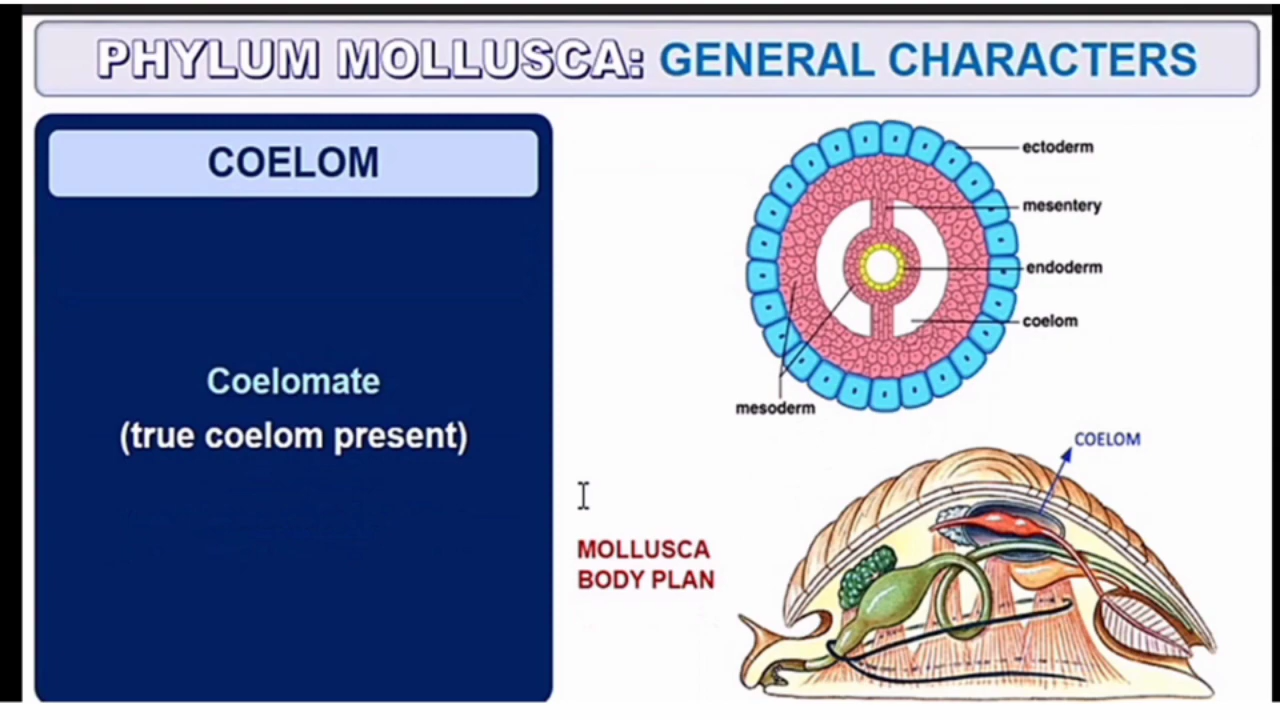 PHYLUM MOLLUSCA: GENERAL CHARACTERS
COELOM
Coelomate
(true coelom present)
ectoderm
mesentery
endoderm
coelom
mesoderm
COELOM
MOLLUSCA
BODY PLAN